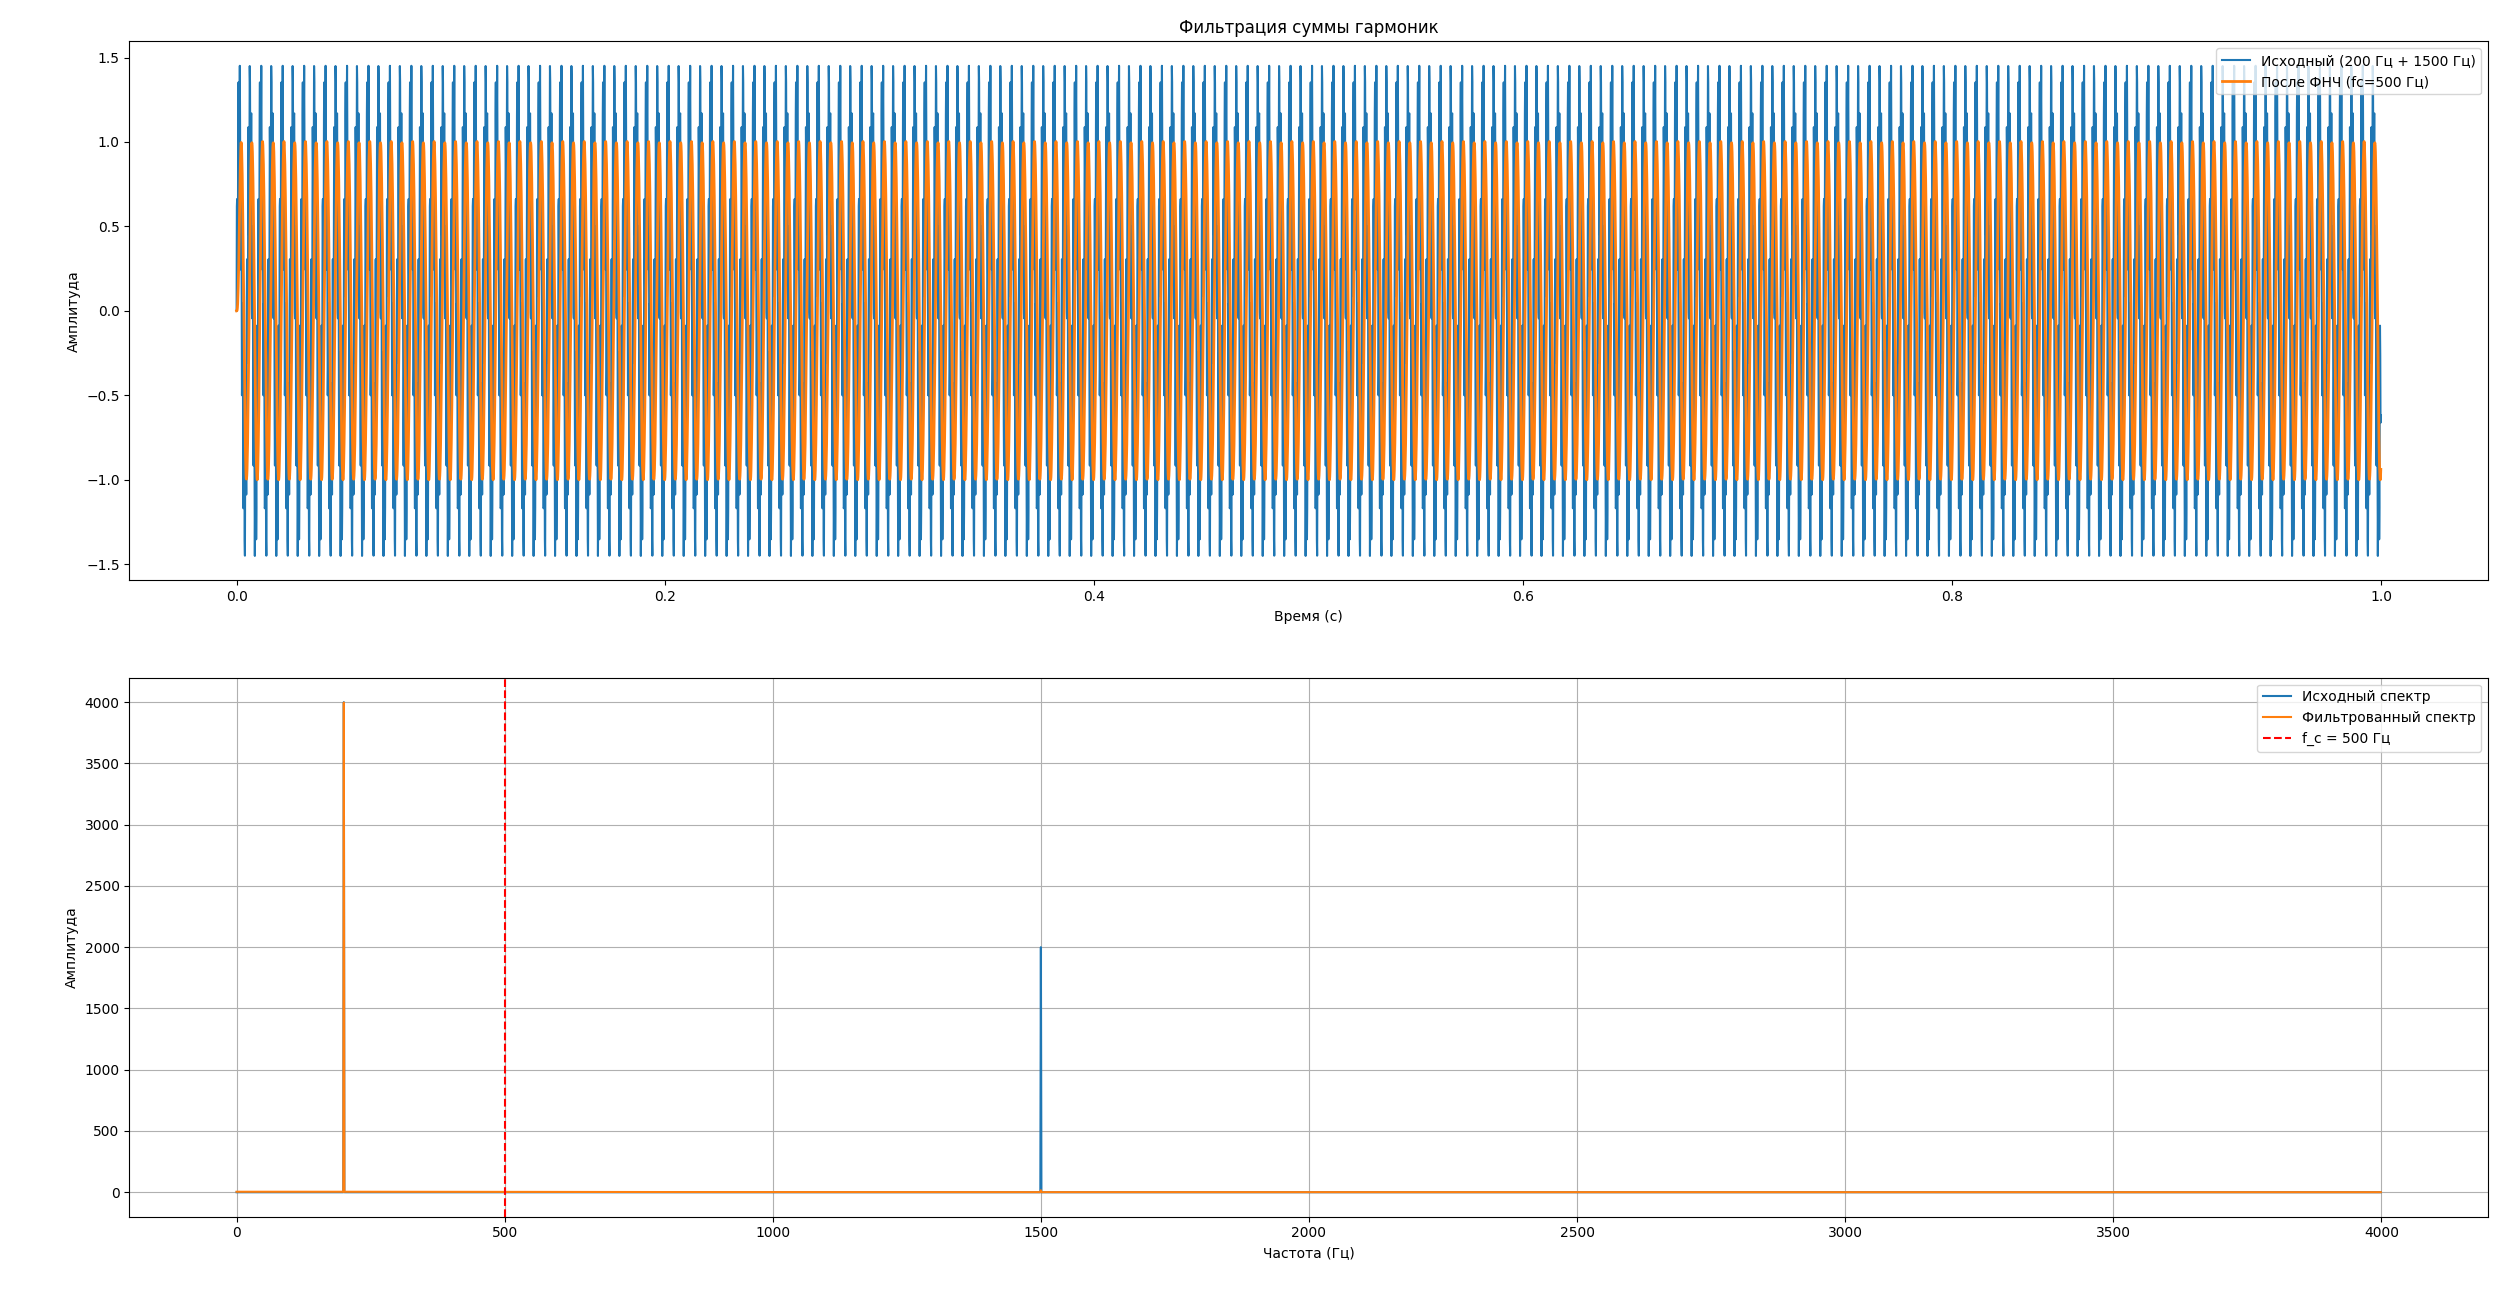 Фильтрация суммы гармоник
Исходный (200 Гц + 1500 Гц)
После ФНЧ (fc=500 Гц)
Амплитуда
1.5
1.0
0.5
0.0
−0.5
−1.0
−1.5
0.0 0.2 0.4 0.6 0.8 1.0
Время (с)
Исходный спектр
Фильтрованный спектр
f_c = 500 Гц
Амплитуда
4000
3500
3000
2500
2000
1500
1000
500
0
0 500 1000 1500 2000 2500 3000 3500 4000
Частота (Гц)